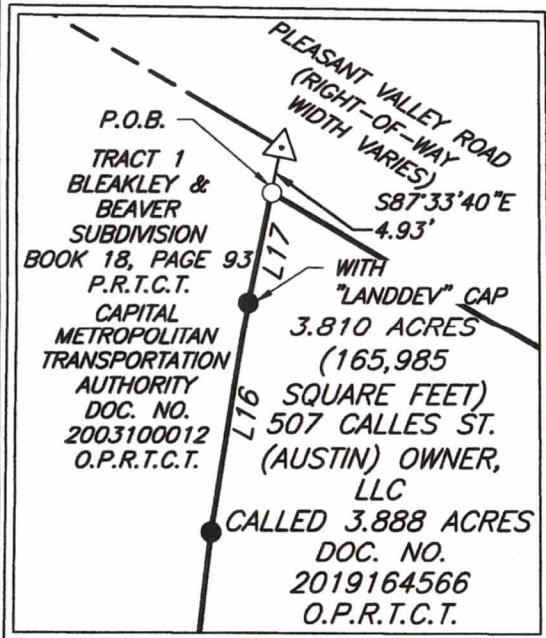 PLEASANT VALLEY ROAD
(RIGHT-OF-WAY
WIDTH VARIES)
P.O.B.
S87°33'40"E
4.93'
TRACT 1
BLEAKLEY &
BEAVER
SUBDIVISION
BOOK 18, PAGE 93
P.R.T.C.T.
CAPITAL
METROPOLITAN
TRANSPORTATION
AUTHORITY
DOC. NO.
2003100012
O.P.R.T.C.T.
L17
L16
WITH
"LANDDEV" CAP
3.810 ACRES
(165,985
SQUARE FEET)
507 CALLES ST.
(AUSTIN) OWNER,
LLC
CALLED 3.888 ACRES
DOC. NO.
2019164566
O.P.R.T.C.T.